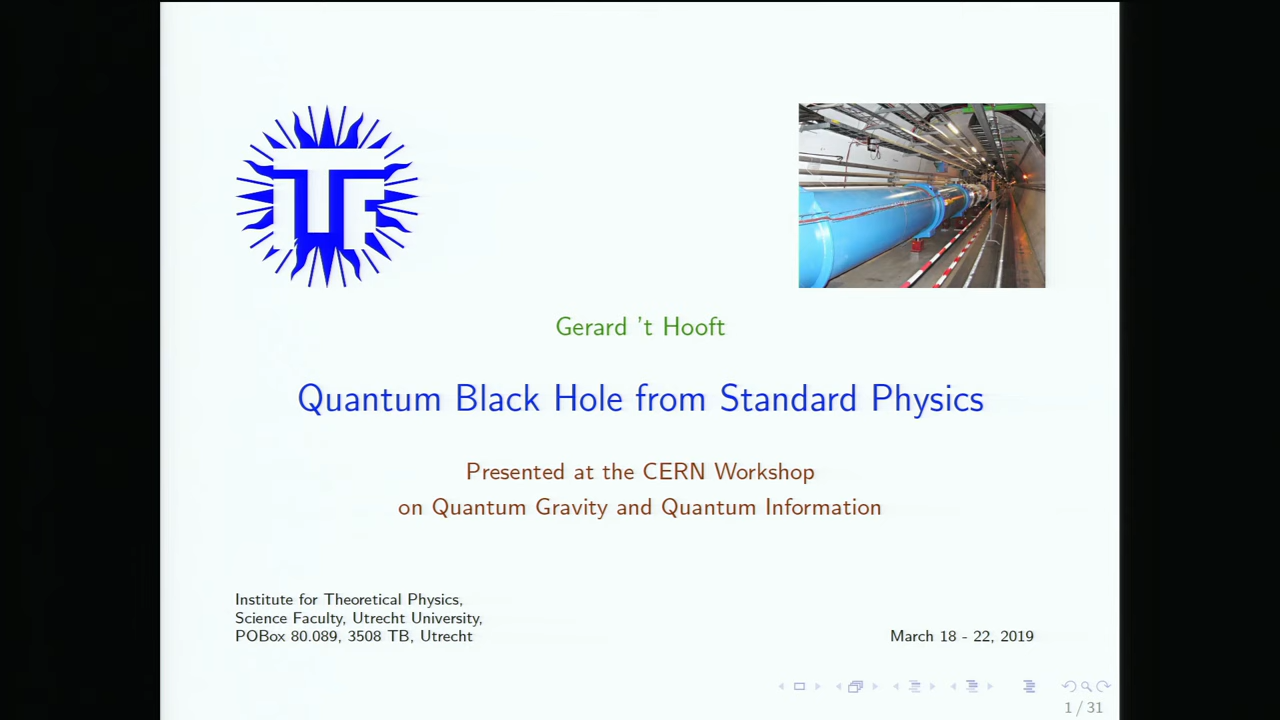 Gerard 't Hooft
Quantum Black Hole from Standard Physics
Presented at the CERN Workshop
on Quantum Gravity and Quantum Information
Institute for Theoretical Physics,
Science Faculty, Utrecht University,
POBox 80.089, 3508 TB, Utrecht
March 18 - 22, 2019
1 / 31